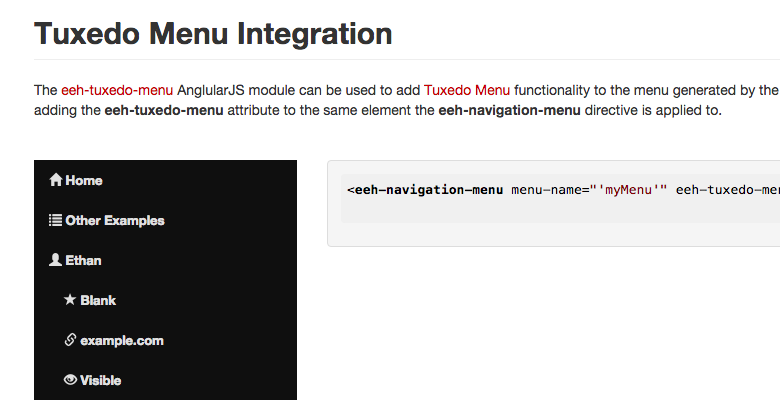 Tuxedo Menu Integration
The eeh-tuxedo-menu AnglularJS module can be used to add Tuxedo Menu functionality to the menu generated by the
adding the eeh-tuxedo-menu attribute to the same element the eeh-navigation-menu directive is applied to.
Home
<eeh-navigation-menu menu-name="'myMenu'" eeh-tuxedo-me
Other Examples
Ethan
Blank
example.com
Visible